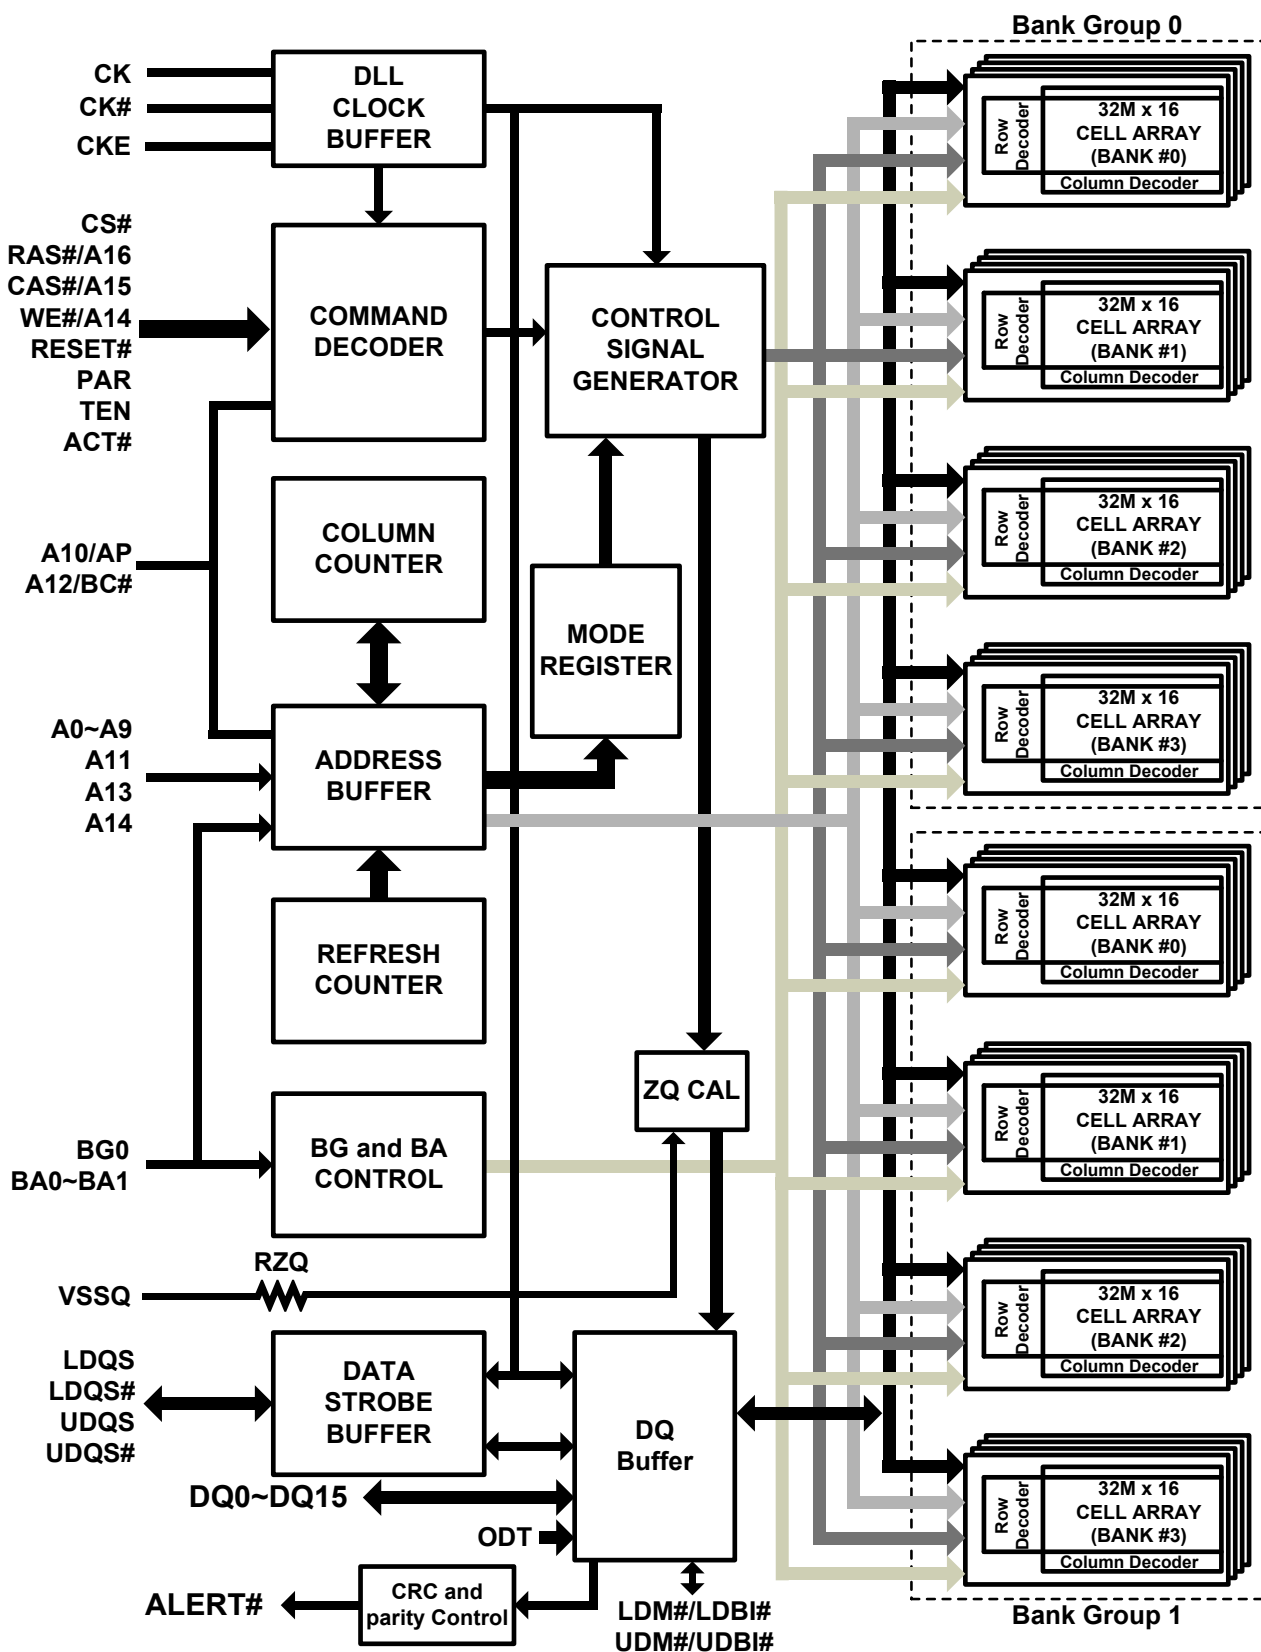 Bank Group 0
CK
CK#
CKE
DLL
CLOCK
BUFFER
CS#
RAS#/A16
CAS#/A15
WE#/A14
RESET#
PAR
TEN
ACT#
COMMAND
DECODER
CONTROL
SIGNAL
GENERATOR
A10/AP
A12/BC#
COLUMN
COUNTER
MODE
REGISTER
A0~A9
A11
A13
A14
ADDRESS
BUFFER
REFRESH
COUNTER
ZQ CAL
BG0
BA0~BA1
BG and BA
CONTROL
RZQ
VSSQ
LDQS
LDQS#
UDQS
UDQS#
DATA
STROBE
BUFFER
DQ
Buffer
DQ0~DQ15
ODT
ALERT#
CRC and
parity Control
LDM#/LDBI#
UDM#/UDBI#
Row
Decoder
32M x 16
CELL ARRAY
(BANK #0)
Column Decoder
Row
Decoder
32M x 16
CELL ARRAY
(BANK #1)
Column Decoder
Row
Decoder
32M x 16
CELL ARRAY
(BANK #2)
Column Decoder
Row
Decoder
32M x 16
CELL ARRAY
(BANK #3)
Column Decoder
Row
Decoder
32M x 16
CELL ARRAY
(BANK #0)
Column Decoder
Row
Decoder
32M x 16
CELL ARRAY
(BANK #1)
Column Decoder
Row
Decoder
32M x 16
CELL ARRAY
(BANK #2)
Column Decoder
Row
Decoder
32M x 16
CELL ARRAY
(BANK #3)
Column Decoder
Bank Group 1